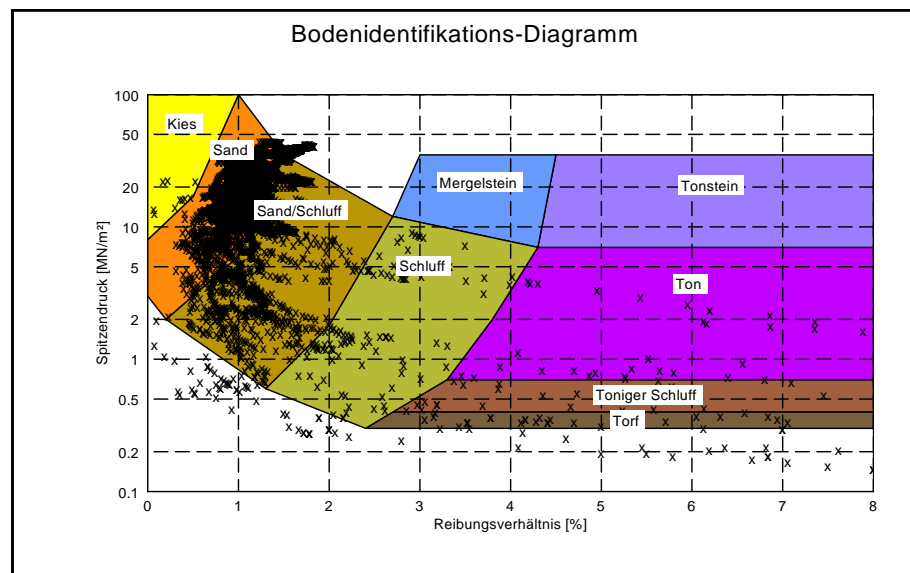 Bodenidentifikations-Diagramm
100
50
20
10
5
2
1
0.5
0.2
0.1
Spitzendruck [MN/m²]
Kies
Sand
Sand/Schluff
Schluff
Mergelstein
Tonstein
Ton
Toniger Schluff
Torf
0 1 2 3 4 5 6 7 8
Reibungsverhältnis [%]